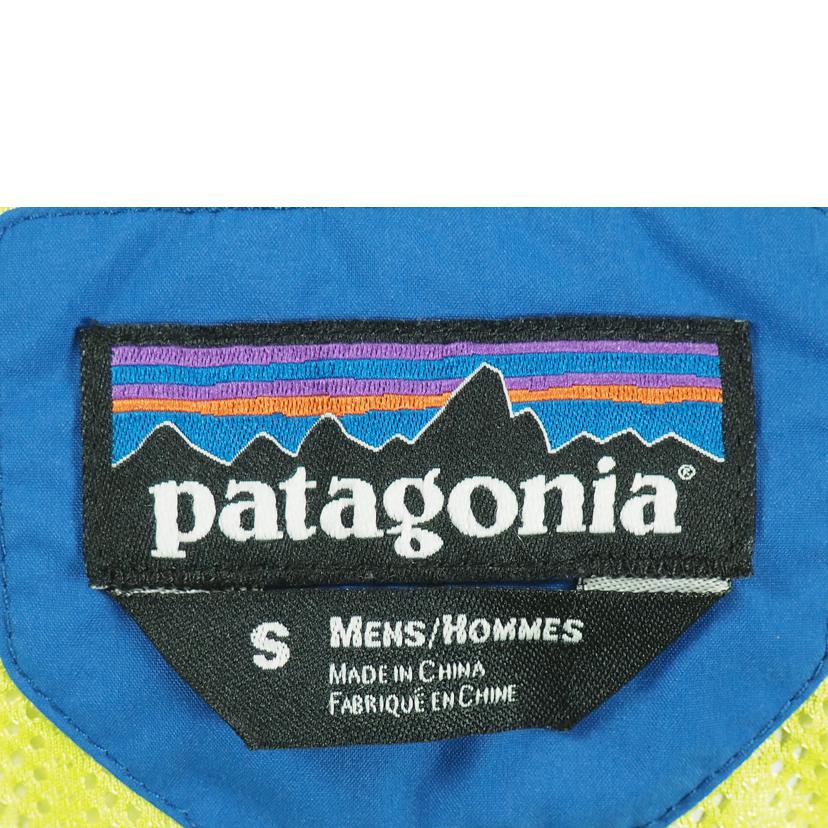 patagonia®
S MENS/HOMMES
MADE IN CHINA
FABRIQUÉ EN CHINE